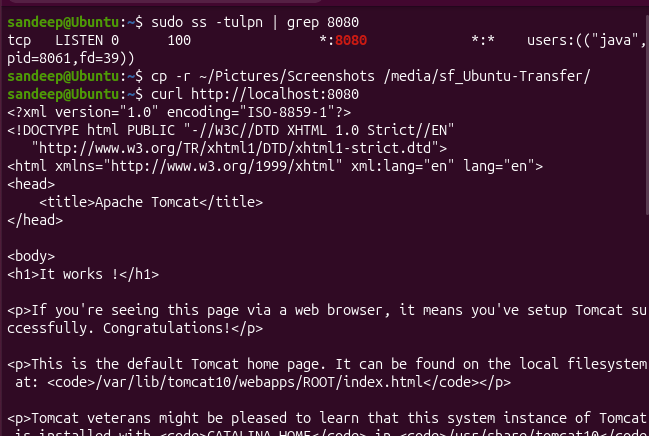 sandeep@Ubuntu:~$ sudo ss -tulpn | grep 8080
tcp   LISTEN 0      100                *:8080             *:*    users:(("java",
pid=8061,fd=39))
sandeep@Ubuntu:~$ cp -r ~/Pictures/Screenshots /media/sf_Ubuntu-Transfer/
sandeep@Ubuntu:~$ curl http://localhost:8080
<?xml version="1.0" encoding="ISO-8859-1"?>
<!DOCTYPE html PUBLIC "-//W3C//DTD XHTML 1.0 Strict//EN"
   "http://www.w3.org/TR/xhtml1/DTD/xhtml1-strict.dtd">
<html xmlns="http://www.w3.org/1999/xhtml" xml:lang="en" lang="en">
<head>
    <title>Apache Tomcat</title>
</head>

<body>
<h1>It works !</h1>

<p>If you're seeing this page via a web browser, it means you've setup Tomcat su
ccessfully. Congratulations!</p>

<p>This is the default Tomcat home page. It can be found on the local filesystem
 at: <code>/var/lib/tomcat10/webapps/ROOT/index.html</code></p>

<p>Tomcat veterans might be pleased to learn that this system instance of Tomcat
 is installed with <code>CATALINA_HOME</code> in <code>/usr/share/tomcat10</code